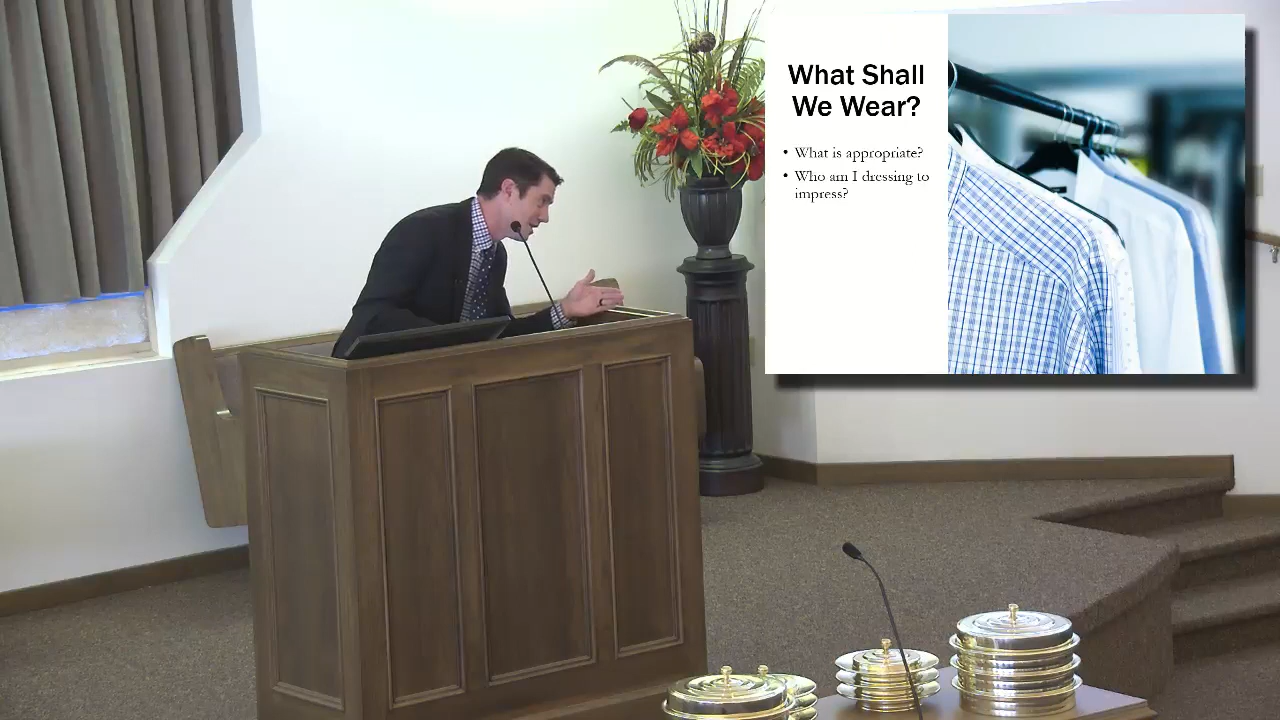 What Shall
We Wear?
• What is appropriate?
• Who am I dressing to
impress?